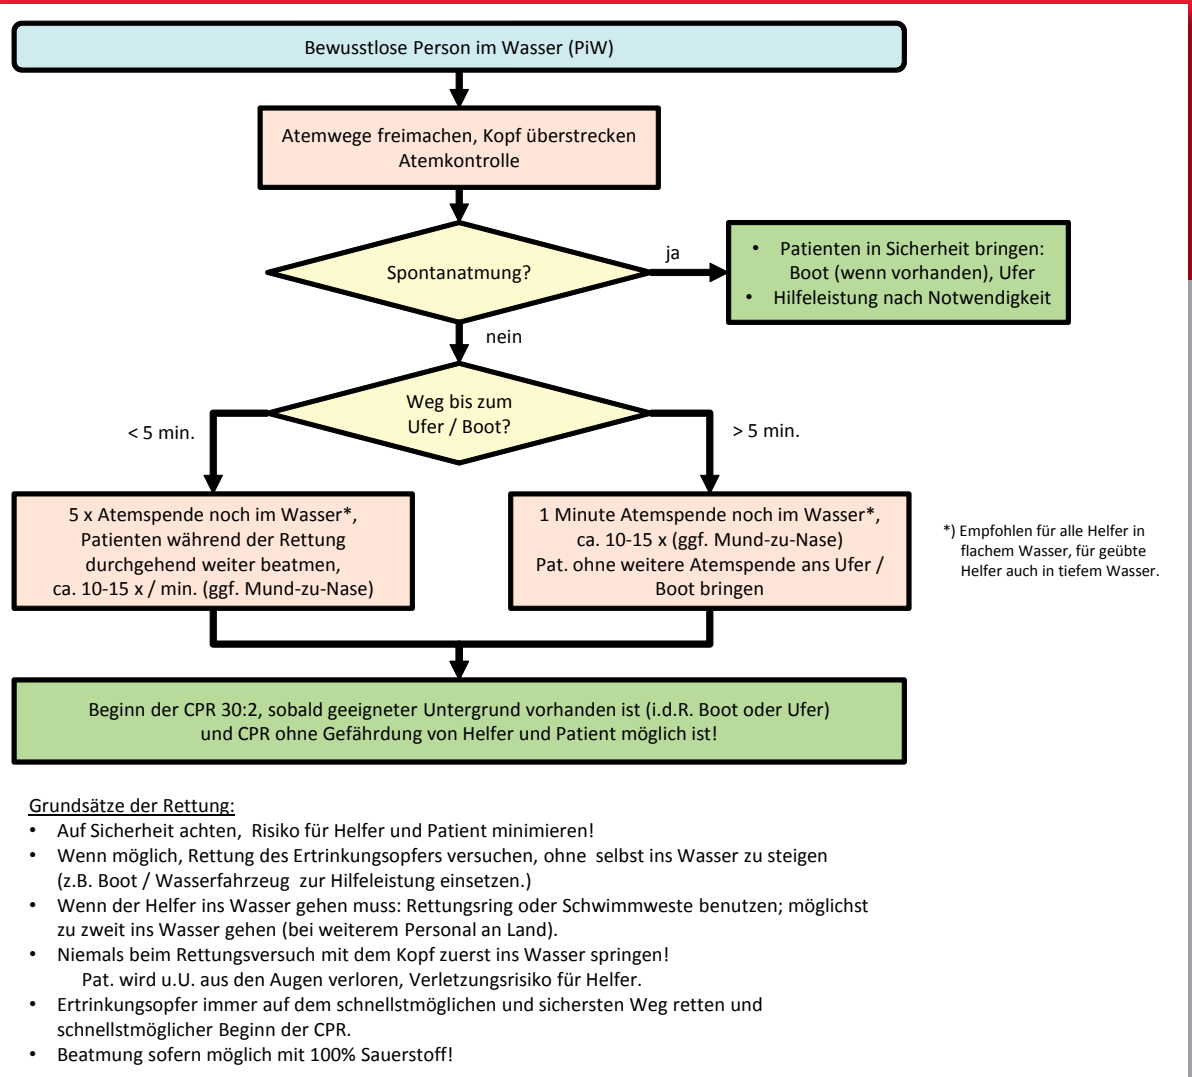 Bewusstlose Person im Wasser (PiW)
Atemwege freimachen, Kopf überstrecken
Atemkontrolle
Spontanatmung?
ja
• Patienten in Sicherheit bringen:
Boot (wenn vorhanden), Ufer
• Hilfeleistung nach Notwendigkeit
nein
Weg bis zum
Ufer / Boot?
< 5 min.
> 5 min.
5 x Atemspende noch im Wasser*,
Patienten während der Rettung
durchgehend weiter beatmen,
ca. 10-15 x / min. (ggf. Mund-zu-Nase)
1 Minute Atemspende noch im Wasser*,
ca. 10-15 x (ggf. Mund-zu-Nase)
Pat. ohne weitere Atemspende ans Ufer /
Boot bringen
*) Empfohlen für alle Helfer in
flachem Wasser, für geübte
Helfer auch in tiefem Wasser.
Beginn der CPR 30:2, sobald geeigneter Untergrund vorhanden ist (i.d.R. Boot oder Ufer)
und CPR ohne Gefährdung von Helfer und Patient möglich ist!
Grundsätze der Rettung:
• Auf Sicherheit achten, Risiko für Helfer und Patient minimieren!
• Wenn möglich, Rettung des Ertrinkungsopfers versuchen, ohne selbst ins Wasser zu steigen
(z.B. Boot / Wasserfahrzeug zur Hilfeleistung einsetzen.)
• Wenn der Helfer ins Wasser gehen muss: Rettungsring oder Schwimmweste benutzen; möglichst
zu zweit ins Wasser gehen (bei weiterem Personal an Land).
• Niemals beim Rettungsversuch mit dem Kopf zuerst ins Wasser springen!
Pat. wird u.U. aus den Augen verloren, Verletzungsrisiko für Helfer.
• Ertrinkungsopfer immer auf dem schnellstmöglichen und sichersten Weg retten und
schnellstmöglicher Beginn der CPR.
• Beatmung sofern möglich mit 100% Sauerstoff!